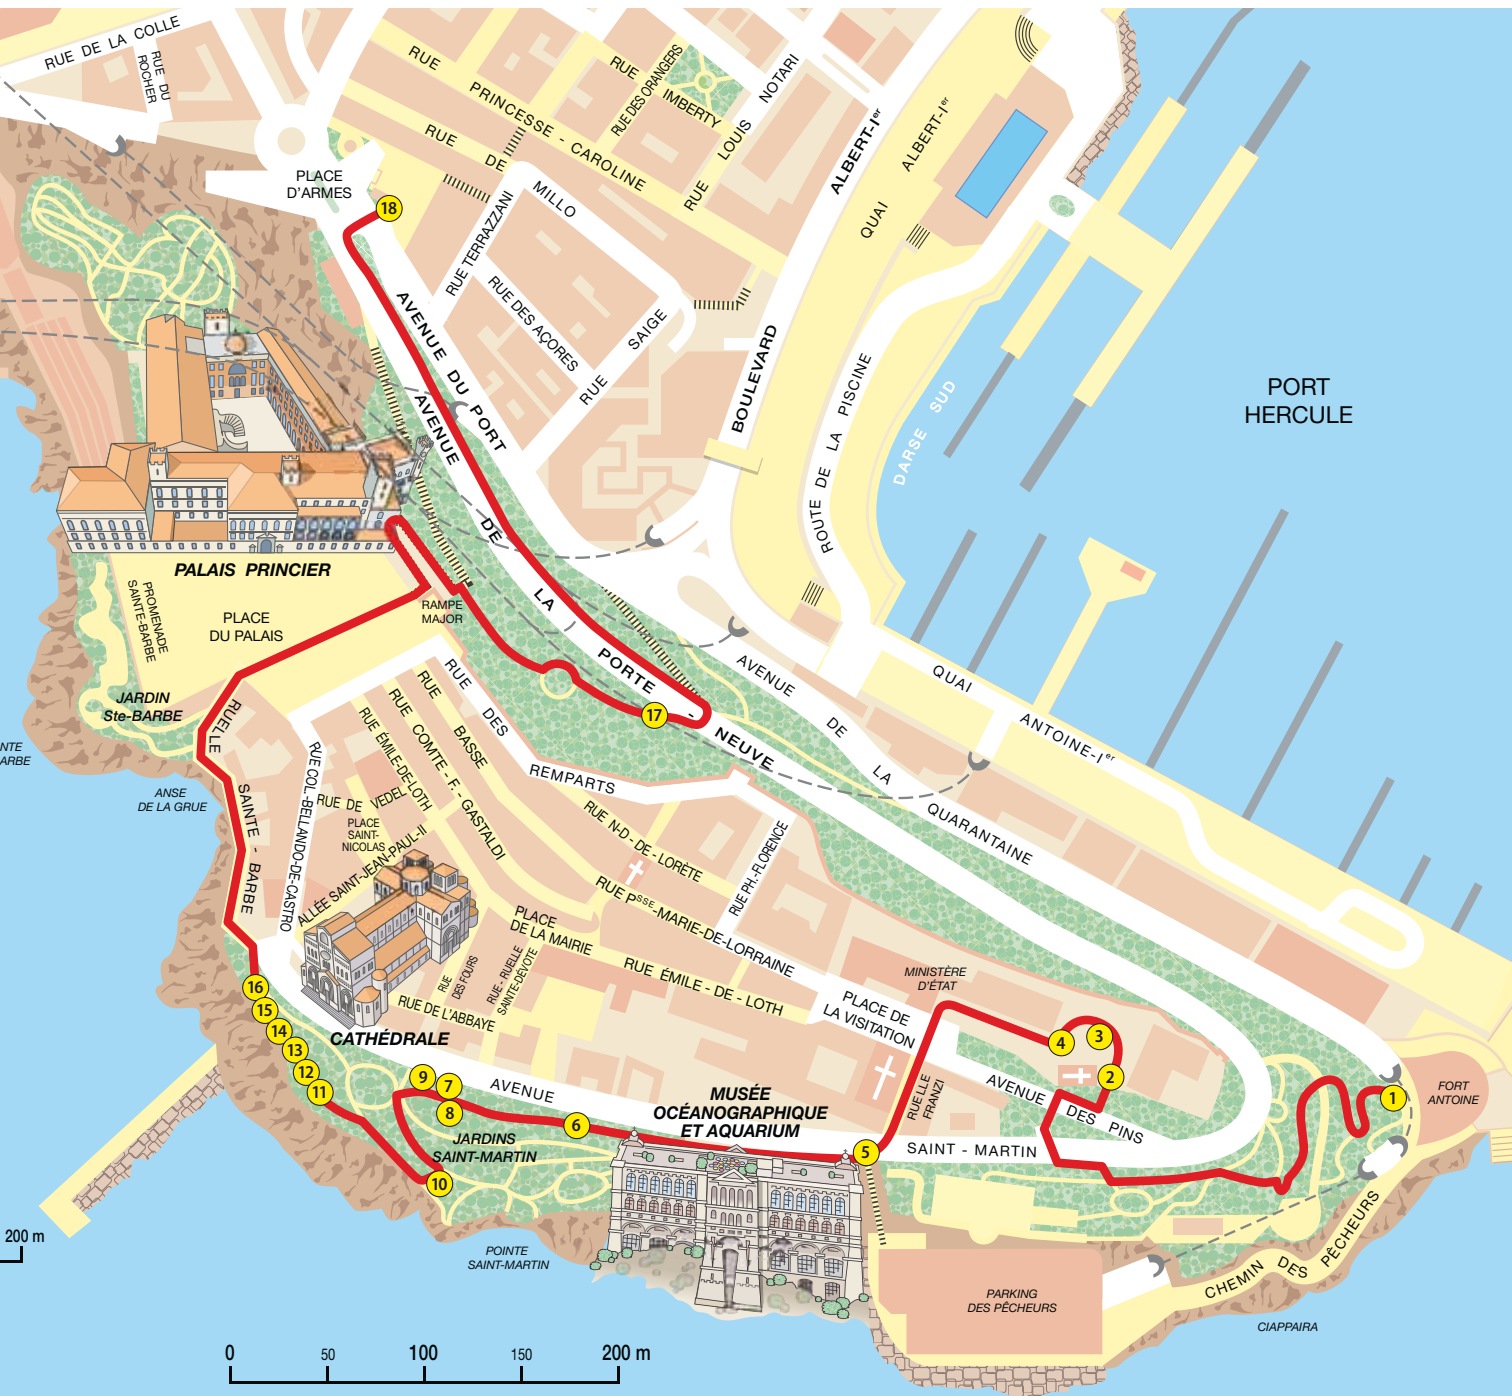 RUE DE LA COLLE
RUE DU
ROCHER
PLACE
D'ARMES
18
RUE
PRINCESSE - CAROLINE
RUE
IMBERTY
RUE DES ORANGERS
RUE LOUIS NOTARI
RUE DE
MILLO
RUE TERRAZZANI
RUE DES AÇORES
RUE SAIGE
BOULEVARD
ALBERT-Ier
QUAI
ALBERT-Ier
ROUTE DE LA PISCINE
DARSE SUD
PORT
HERCULE
AVENUE DU PORT
AVENUE DE LA PORTE - NEUVE
PALAIS PRINCIER
PLACE
DU PALAIS
PROMENADE
SAINTE-BARBE
RAMPE
MAJOR
JARDIN
Ste-BARBE
NTE
ARBE
ANSE
DE LA GRUE
RUELLE
SAINTE - BARBE
RUE COL.-BELLANDO-DE-CASTRO
RUE DES
REMPARTS
RUE BASSE
RUE COMTE - F. - GASTALDI
RUE ÉMILE-DE-LOTH
RUE DE VEDEL
PLACE
SAINT-
NICOLAS
ALLÉE SAINT-JEAN-PAUL-II
17
AVENUE DE LA QUARANTAINE
QUAI ANTOINE-Ier
RUE N-D-DE-LORÈTE
RUE PH.-FLORENCE
RUE Psse-MARIE-DE-LORRAINE
PLACE
DE LA MAIRIE
RUE ÉMILE - DE - LOTH
RUE
DES FOURS
RUE - RUELLE
SAINTE-DÉVOTE
RUE DE L'ABBAYE
CATHÉDRALE
PLACE DE
LA VISITATION
MINISTÈRE
D'ÉTAT
16
15
14
13
12
11
9
7
8
10
6
5
4
3
2
1
AVENUE
SAINT - MARTIN
RUELLE
FRANZI
AVENUE DES PINS
MUSÉE
OCÉANOGRAPHIQUE
ET AQUARIUM
JARDINS
SAINT-MARTIN
POINTE
SAINT-MARTIN
FORT
ANTOINE
CHEMIN DES PÊCHEURS
PARKING
DES PÊCHEURS
CIAPPAIRA
200 m
0
50
100
150
200 m